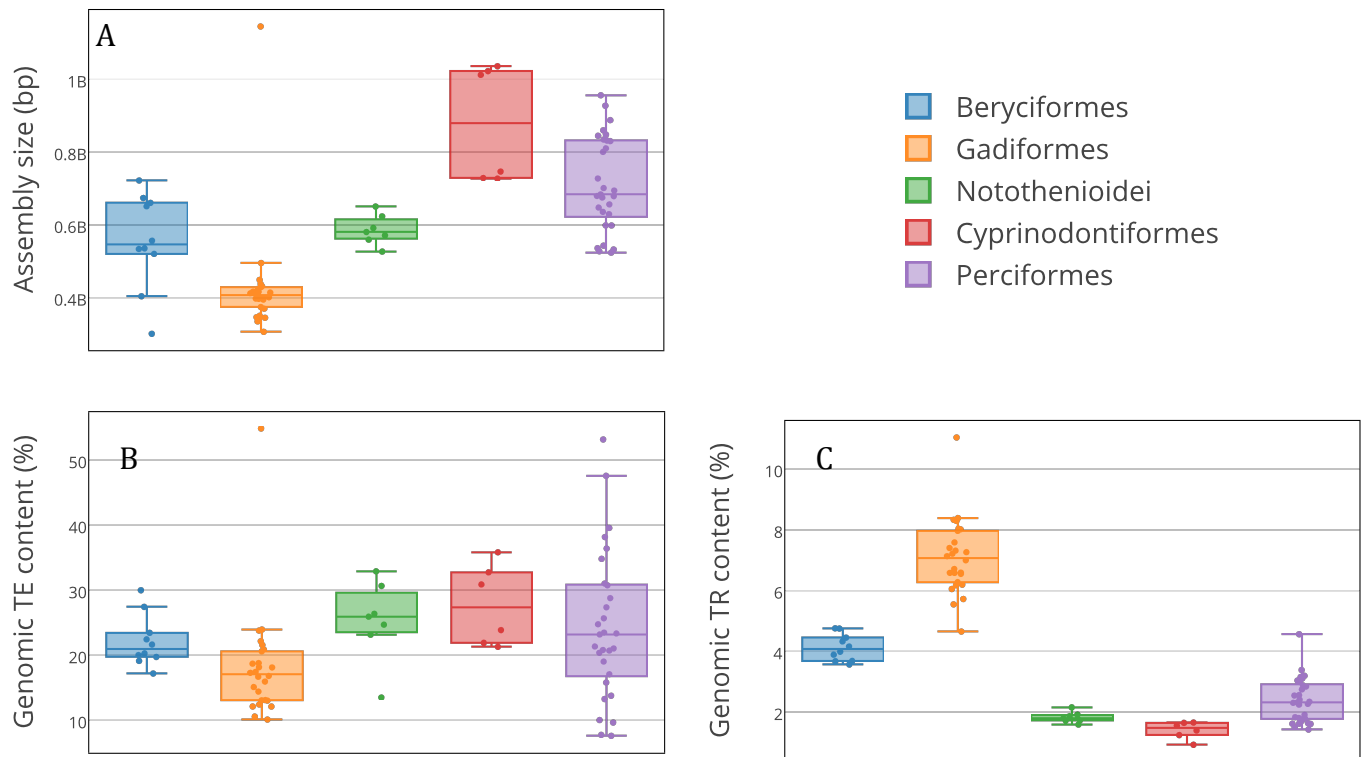 A
Assembly size (bp)
1B
0.8B
0.6B
0.4B
Beryciformes
Gadiformes
Notothenioidei
Cyprinodontiformes
Perciformes
B
Genomic TE content (%)
50
40
30
20
10
C
Genomic TR content (%)
10
8
6
4
2